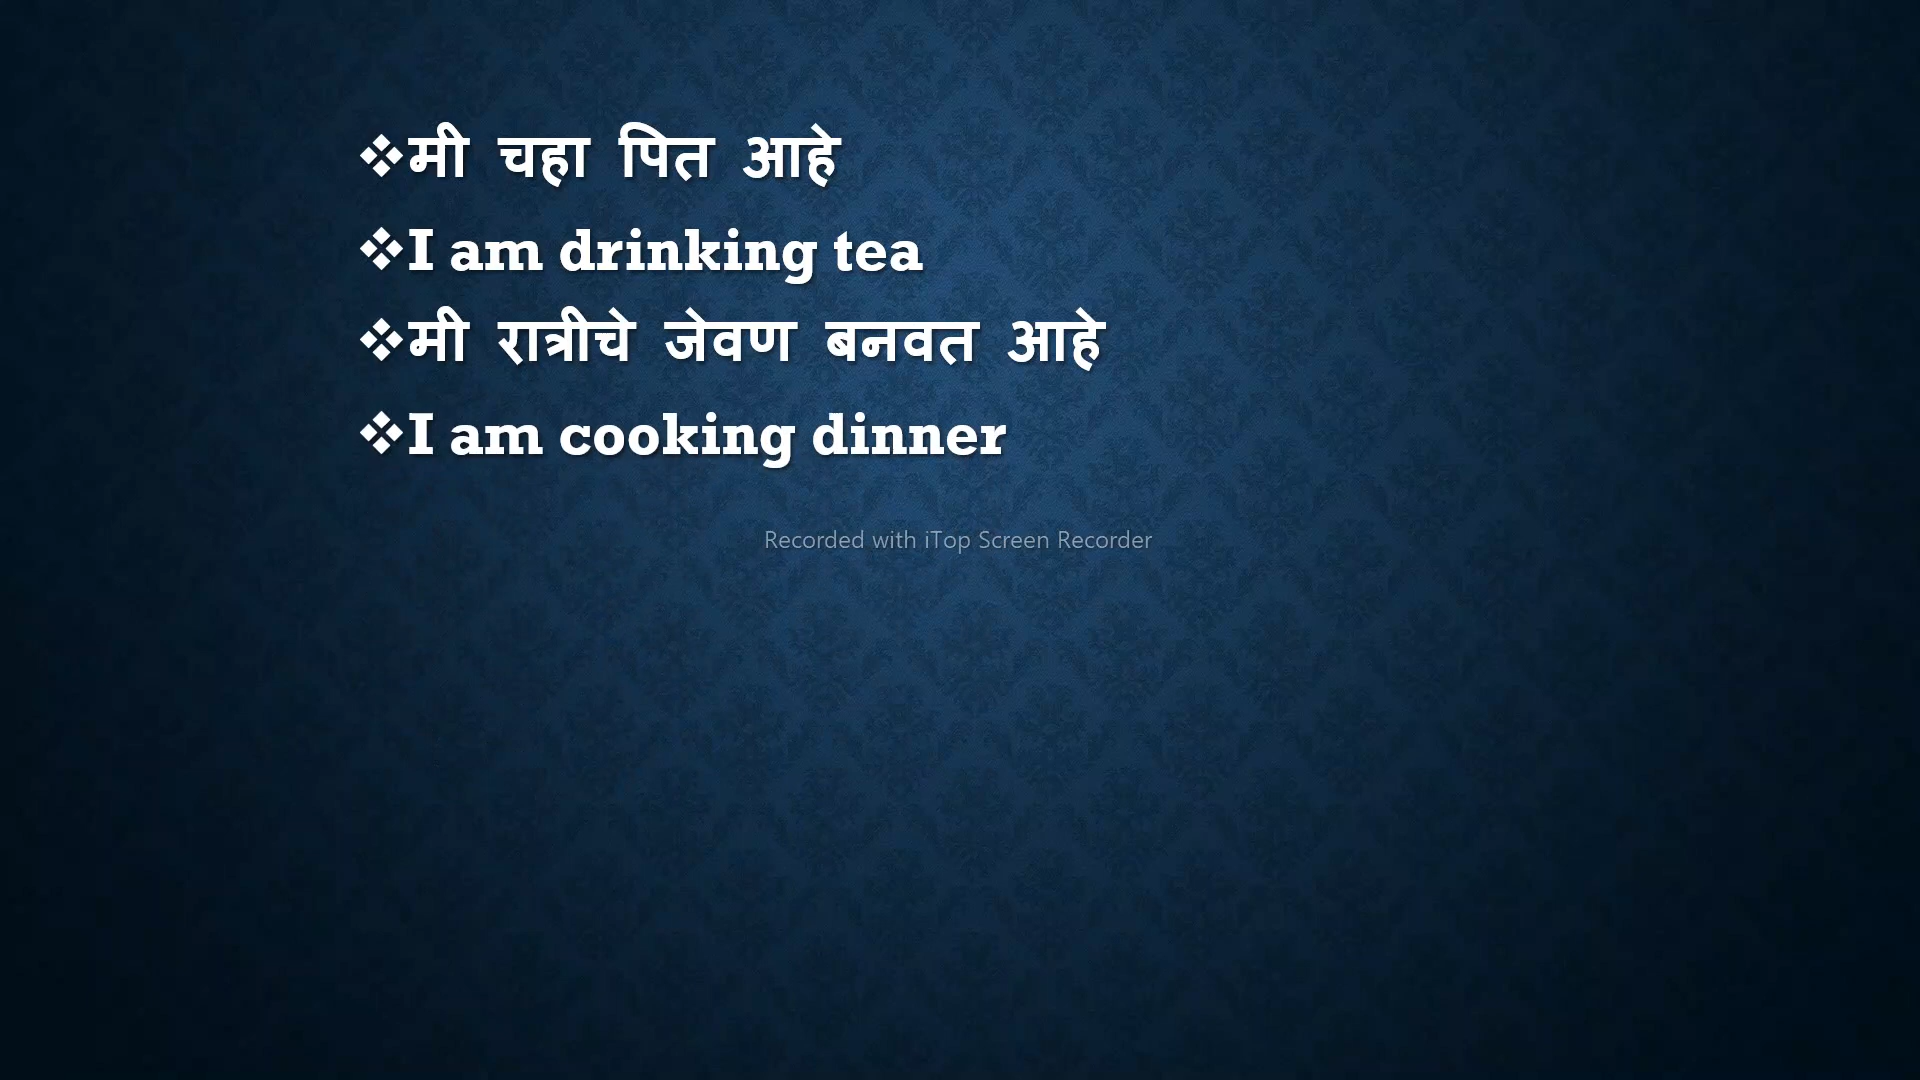 ❖मी चहा पित आहे
❖I am drinking tea
❖मी रात्रीचे जेवण बनवत आहे
❖I am cooking dinner
Recorded with iTop Screen Recorder